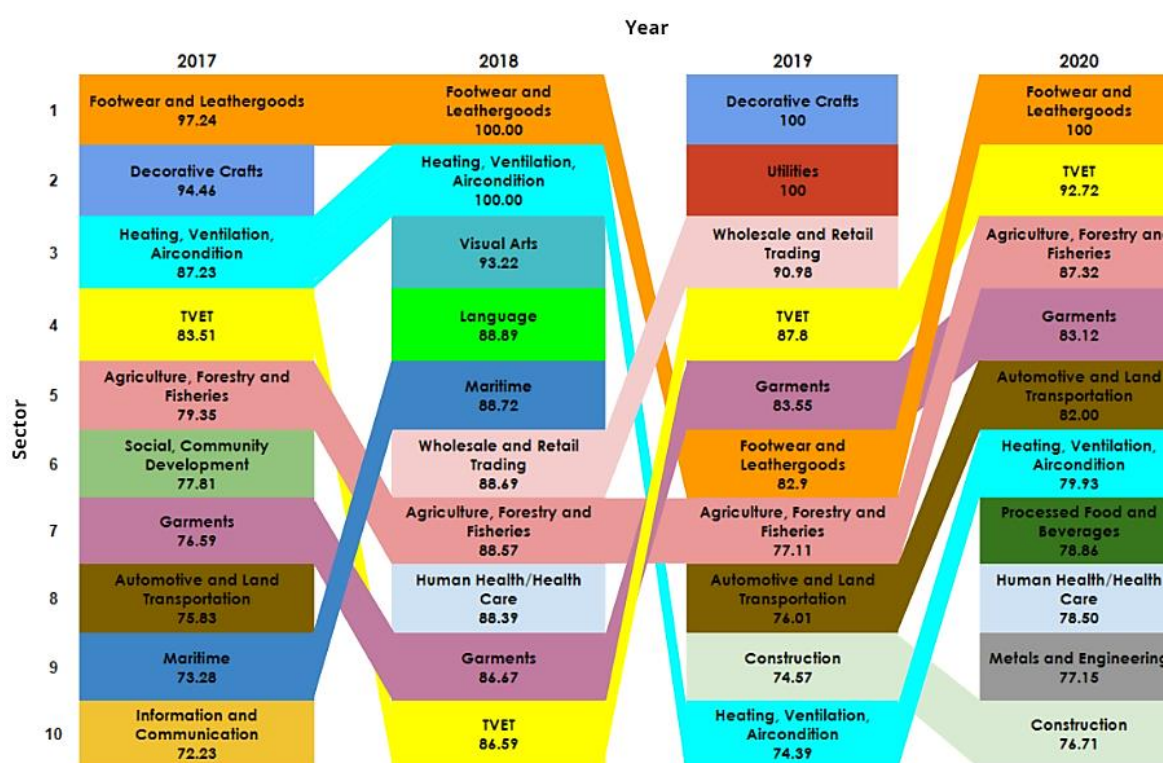 Year
2017
2018
2019
2020
Sector
1
2
3
4
5
6
7
8
9
10
Footwear and Leathergoods
97.24
Decorative Crafts
94.46
Heating, Ventilation,
Aircondition
87.23
TVET
83.51
Agriculture, Forestry and
Fisheries
79.35
Social, Community
Development
77.81
Garments
76.59
Automotive and Land
Transportation
75.83
Maritime
73.28
Information and
Communication
72.23
Footwear and
Leathergoods
100.00
Heating, Ventilation,
Aircondition
100.00
Visual Arts
93.22
Language
88.89
Maritime
88.72
Wholesale and Retail
Trading
88.69
Agriculture, Forestry and
Fisheries
88.57
Human Health/Health
Care
88.39
Garments
86.67
TVET
86.59
Decorative Crafts
100
Utilities
100
Wholesale and Retail
Trading
90.98
TVET
87.8
Garments
83.55
Footwear and
Leathergoods
82.9
Agriculture, Forestry and
Fisheries
77.11
Automotive and Land
Transportation
76.01
Construction
74.57
Heating, Ventilation,
Aircondition
74.39
Footwear and
Leathergoods
100
TVET
92.72
Agriculture, Forestry and
Fisheries
87.32
Garments
83.12
Automotive and Land
Transportation
82.00
Heating, Ventilation,
Aircondition
79.93
Processed Food and
Beverages
78.86
Human Health/Health
Care
78.50
Metals and Engineering
77.15
Construction
76.71